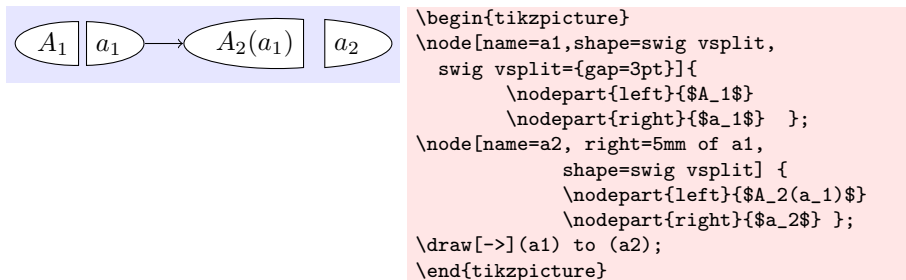 A₁ a₁ A₂(a₁) a₂
\begin{tikzpicture}
\node[name=a1,shape=swig vsplit,
  swig vsplit={gap=3pt}]{
        \nodepart{left}{$A_1$}
        \nodepart{right}{$a_1$}  };
\node[name=a2, right=5mm of a1,
             shape=swig vsplit] {
             \nodepart{left}{$A_2(a_1)$}
             \nodepart{right}{$a_2$} };
\draw[->](a1) to (a2);
\end{tikzpicture}